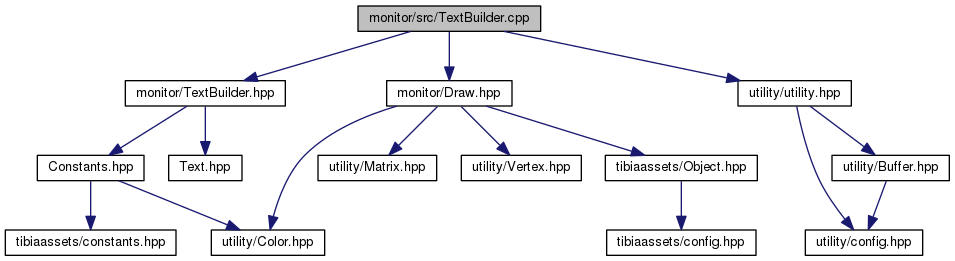 monitor/src/TextBuilder.cpp
monitor/TextBuilder.hpp
monitor/Draw.hpp
utility/utility.hpp
Constants.hpp
Text.hpp
utility/Matrix.hpp
utility/Vertex.hpp
tibiaassets/Object.hpp
utility/Buffer.hpp
tibiaassets/constants.hpp
utility/Color.hpp
tibiaassets/config.hpp
utility/config.hpp